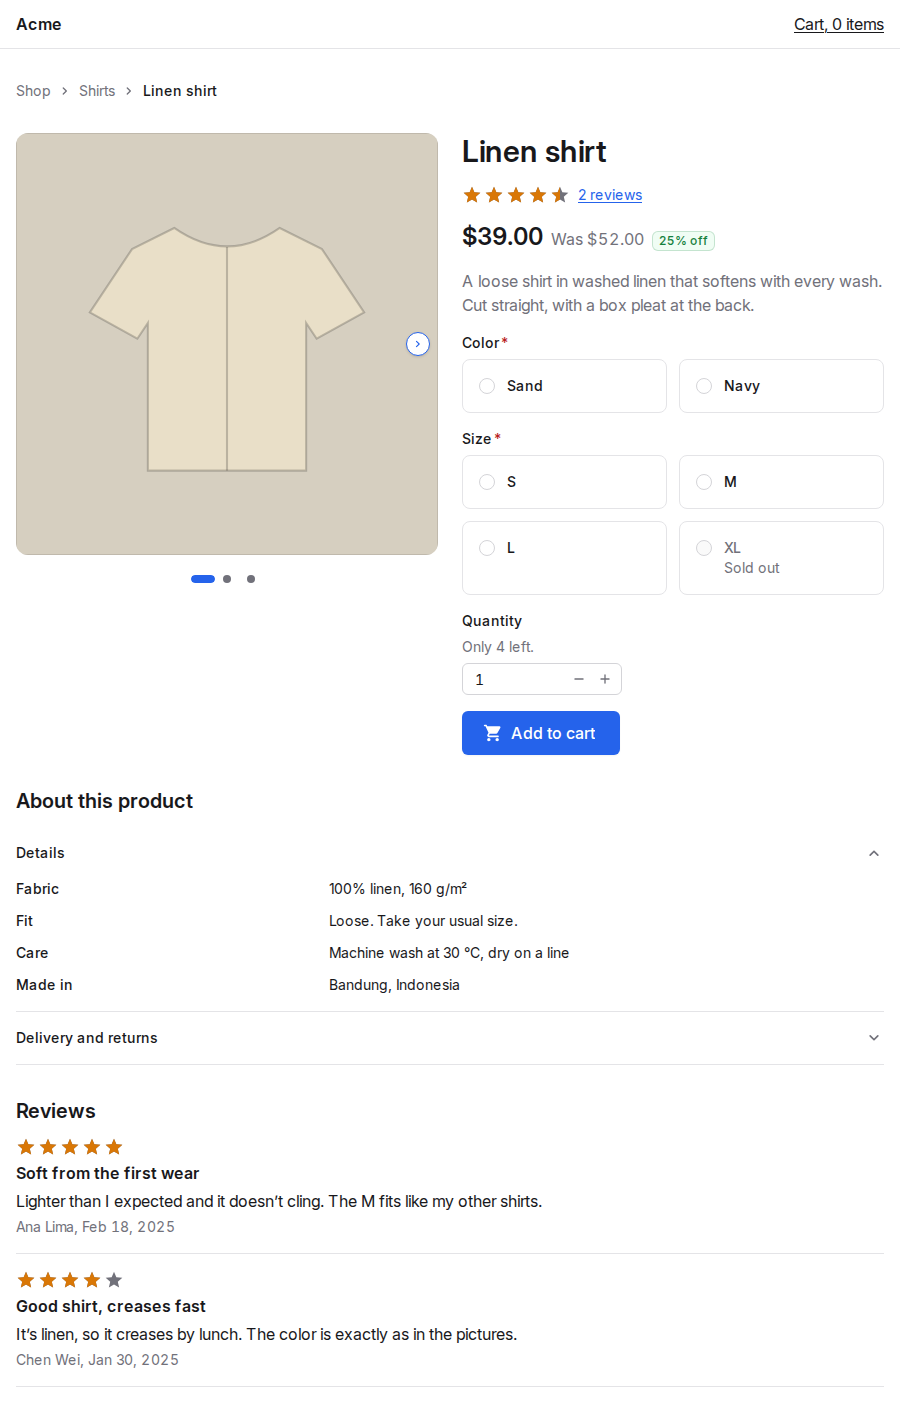 Acme
Cart, 0 items
Shop
Shirts
Linen shirt
Linen shirt
2 reviews
$39.00 Was $52.00 25% off
A loose shirt in washed linen that softens with every wash.
Cut straight, with a box pleat at the back.
Color*
Sand
Navy
Size*
S
M
L
XL
Sold out
Quantity
Only 4 left.
1
Add to cart
About this product
Details
Fabric 100% linen, 160 g/m²
Fit Loose. Take your usual size.
Care Machine wash at 30 °C, dry on a line
Made in Bandung, Indonesia
Delivery and returns
Reviews
Soft from the first wear
Lighter than I expected and it doesn’t cling. The M fits like my other shirts.
Ana Lima, Feb 18, 2025
Good shirt, creases fast
It’s linen, so it creases by lunch. The color is exactly as in the pictures.
Chen Wei, Jan 30, 2025